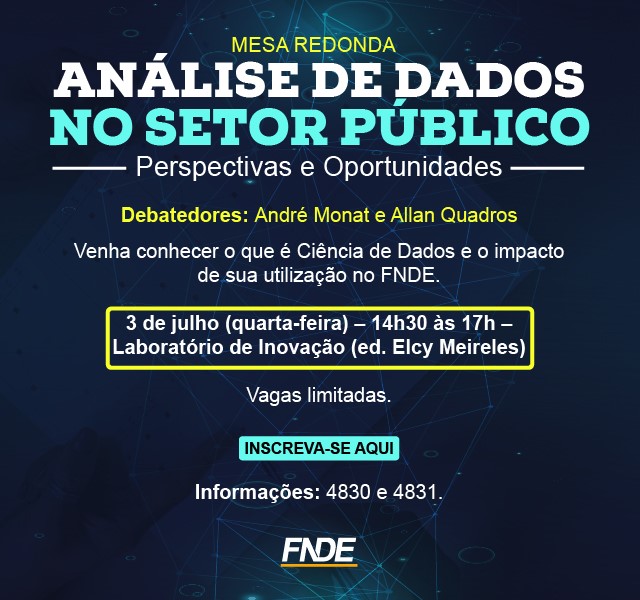 MESA REDONDA
ANÁLISE DE DADOS
NO SETOR PÚBLICO
Perspectivas e Oportunidades
Debatedores: André Monat e Allan Quadros
Venha conhecer o que é Ciência de Dados e o impacto
de sua utilização no FNDE.
3 de julho (quarta-feira) – 14h30 às 17h –
Laboratório de Inovação (ed. Elcy Meireles)
Vagas limitadas.
INSCREVA-SE AQUI
Informações: 4830 e 4831.
FNDE